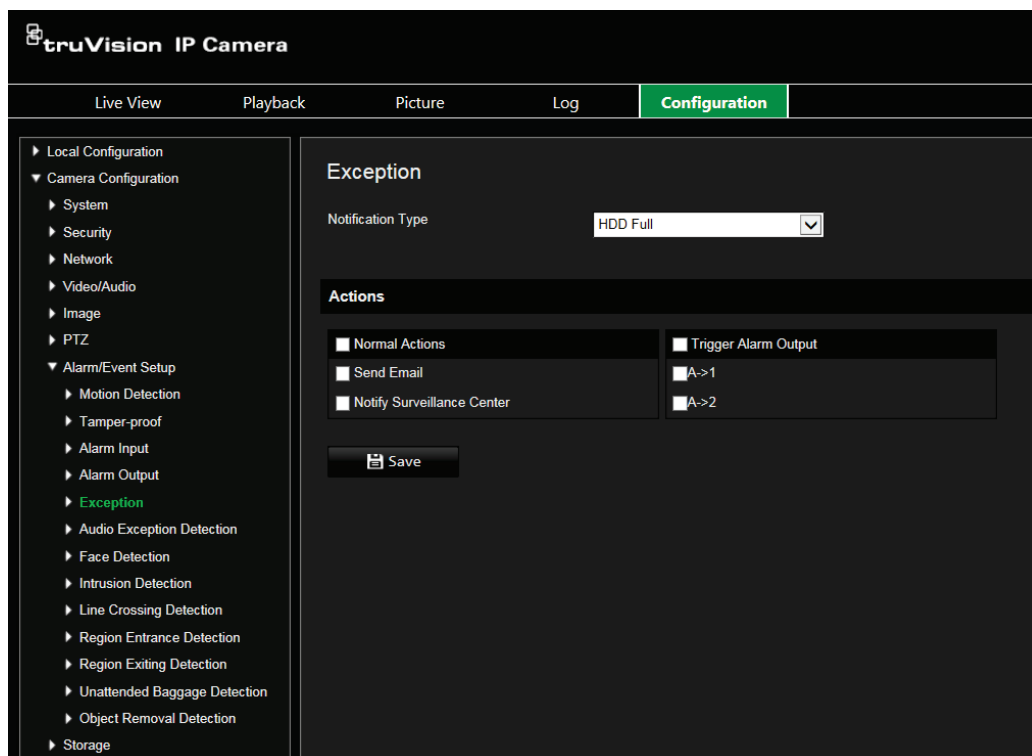 truVision IP Camera
Live View Playback Picture Log Configuration
Local Configuration
Camera Configuration
System
Security
Network
Video/Audio
Image
PTZ
Alarm/Event Setup
Motion Detection
Tamper-proof
Alarm Input
Alarm Output
Exception
Audio Exception Detection
Face Detection
Intrusion Detection
Line Crossing Detection
Region Entrance Detection
Region Exiting Detection
Unattended Baggage Detection
Object Removal Detection
Storage
Exception
Notification Type HDD Full
Actions
Normal Actions
Send Email
Notify Surveillance Center
Trigger Alarm Output
A->1
A->2
Save